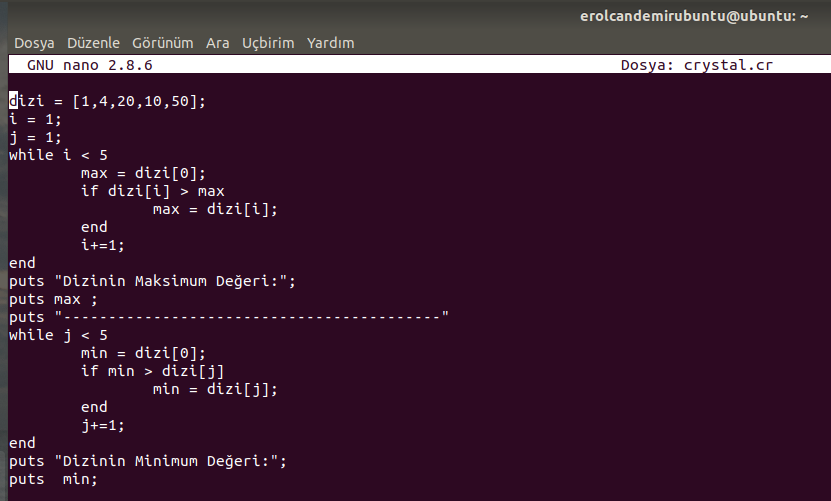 erolcandemirubuntu@ubuntu: ~
Dosya Düzenle Görünüm Ara Uçbirim Yardım
GNU nano 2.8.6 Dosya: crystal.cr
dizi = [1,4,20,10,50];
i = 1;
j = 1;
while i < 5
        max = dizi[0];
        if dizi[i] > max
                max = dizi[i];
        end
        i+=1;
end
puts "Dizinin Maksimum Değeri:";
puts max ;
puts "------------------------------------------"
while j < 5
        min = dizi[0];
        if min > dizi[j]
                min = dizi[j];
        end
        j+=1;
end
puts "Dizinin Minimum Değeri:";
puts  min;